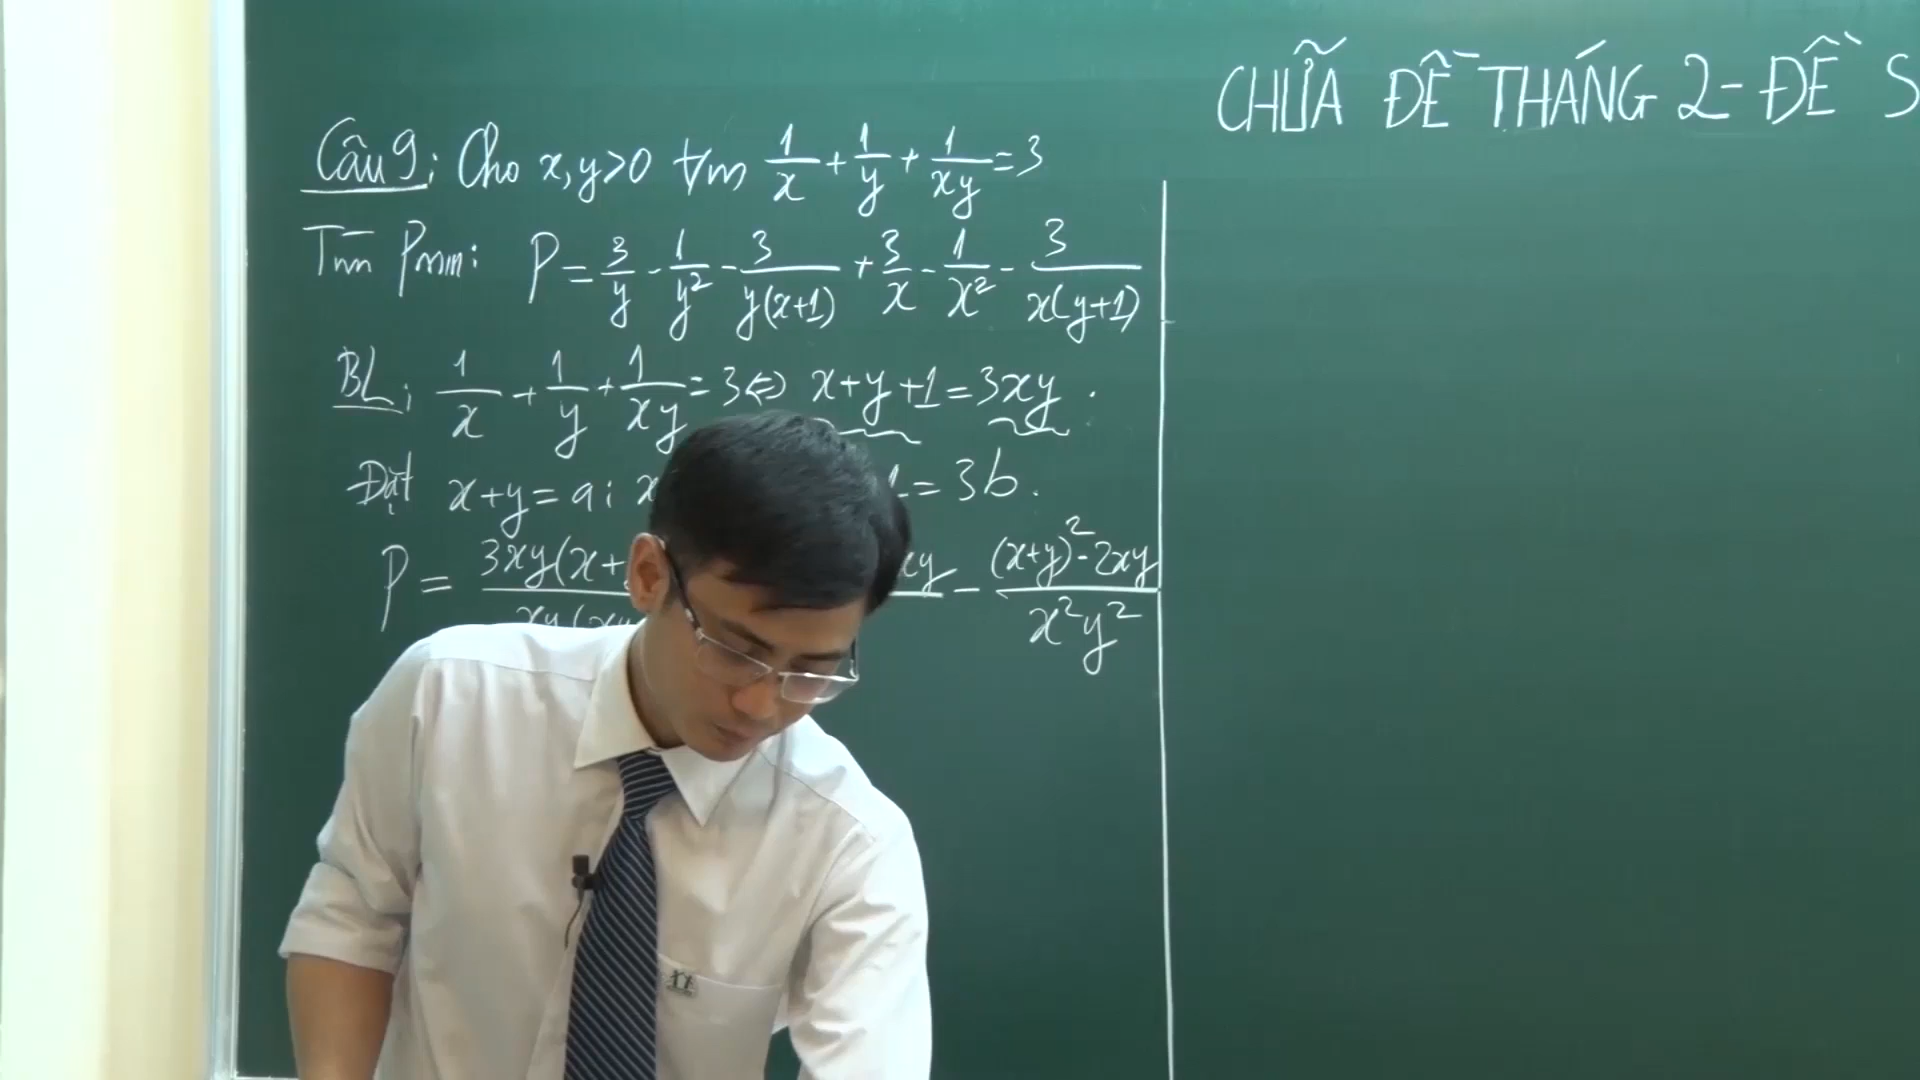 CHỮA ĐỀ THÁNG 2 - ĐỀ S
Câu 9: Cho x, y > 0 t/m 1/x + 1/y + 1/xy = 3
Tìm Pmin: P = 3/y - 1/y² - 3/y(x+1) + 3/x - 1/x² - 3/x(y+1)
BL: 1/x + 1/y + 1/xy = 3 ⇔ x + y + 1 = 3xy.
Đặt x + y = a; x = 3b.
P = 3xy(x+ xy - (x+y)² - 2xy / x²y²